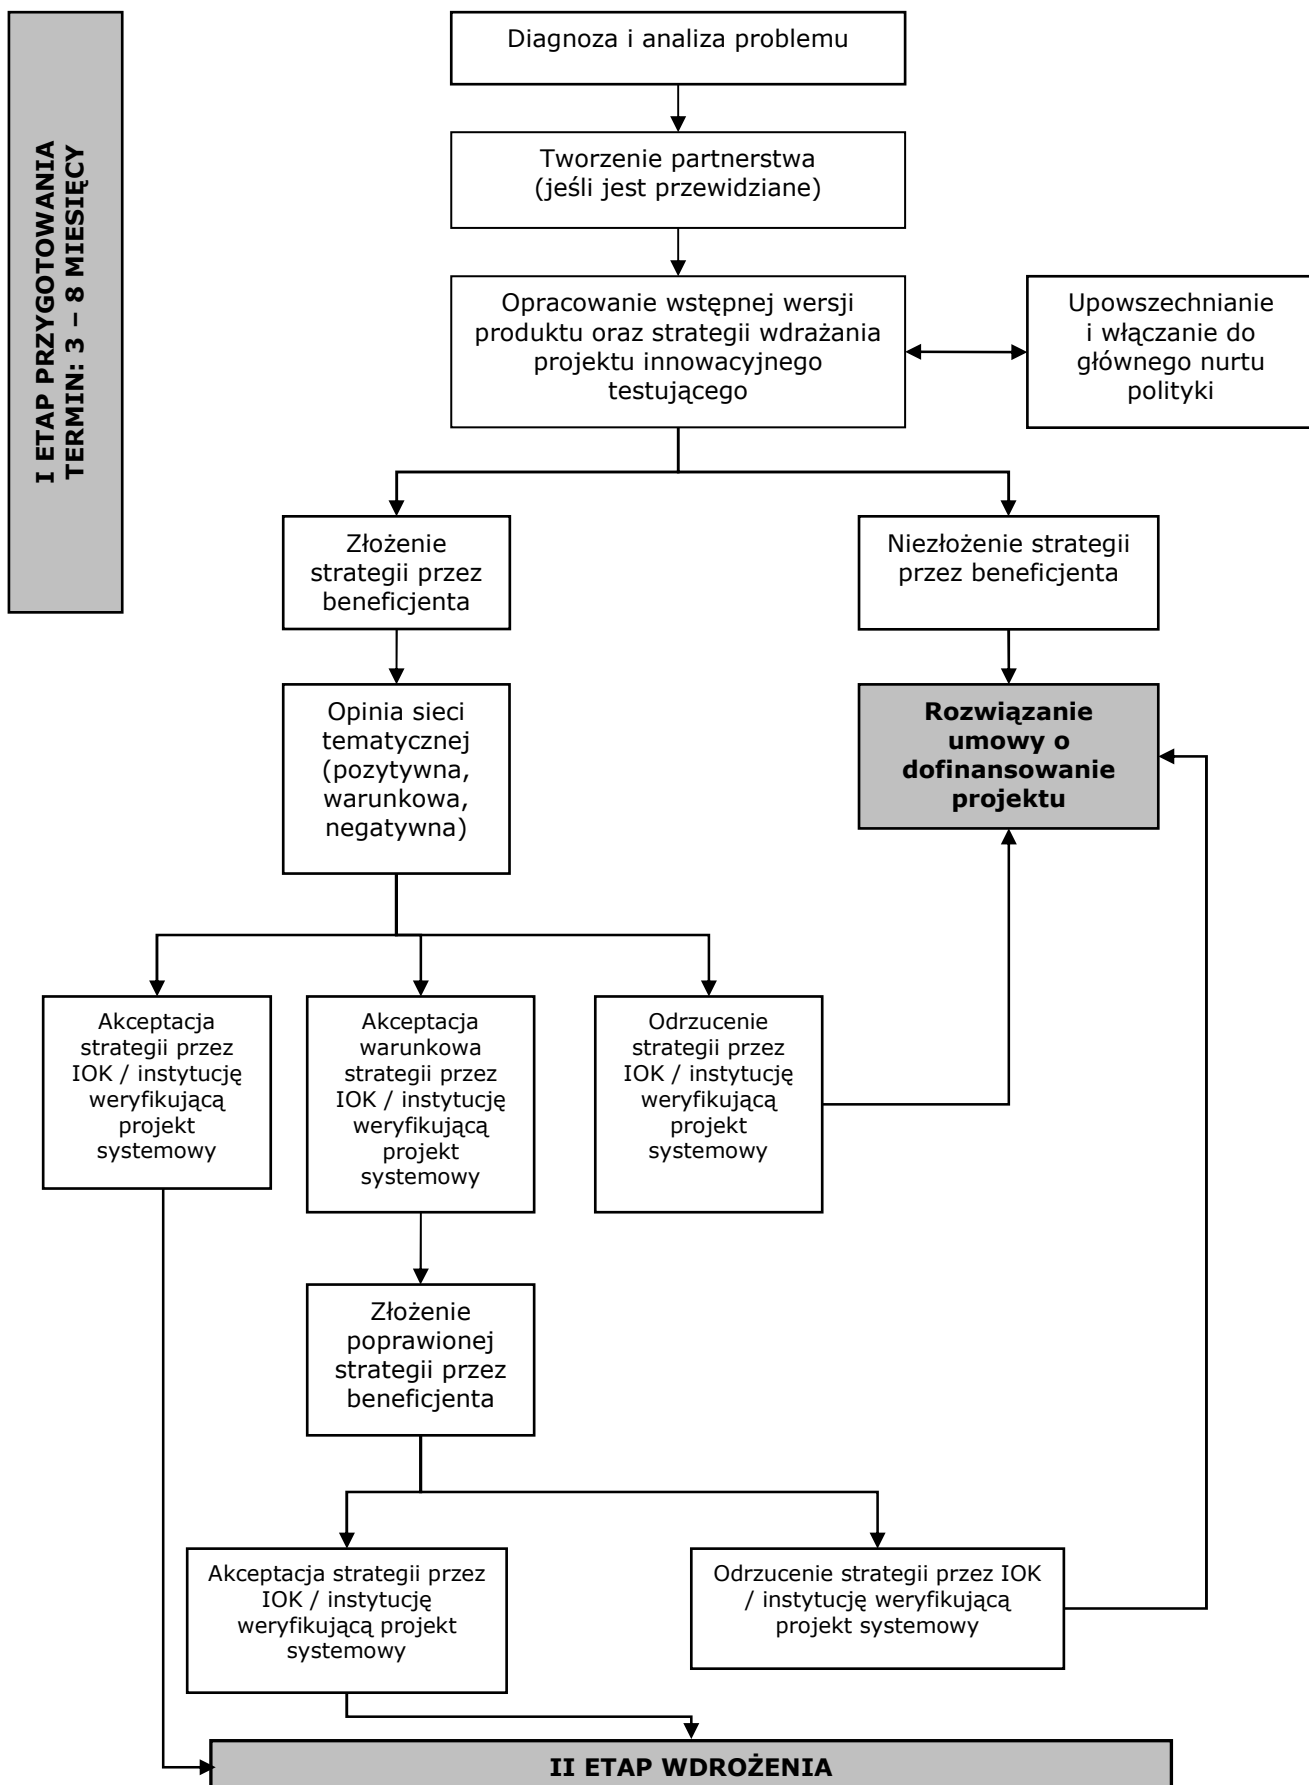 I ETAP PRZYGOTOWANIA
TERMIN: 3 – 8 MIESIĘCY
Diagnoza i analiza problemu
Tworzenie partnerstwa
(jeśli jest przewidziane)
Opracowanie wstępnej wersji
produktu oraz strategii wdrażania
projektu innowacyjnego
testującego
Upowszechnianie
i włączanie do
głównego nurtu
polityki
Złożenie
strategii przez
beneficjenta
Niezłożenie strategii
przez beneficjenta
Opinia sieci
tematycznej
(pozytywna,
warunkowa,
negatywna)
Rozwiązanie
umowy o
dofinansowanie
projektu
Akceptacja
strategii przez
IOK / instytucję
weryfikującą
projekt
systemowy
Akceptacja
warunkowa
strategii przez
IOK / instytucję
weryfikującą
projekt
systemowy
Odrzucenie
strategii przez
IOK / instytucję
weryfikującą
projekt
systemowy
Złożenie
poprawionej
strategii przez
beneficjenta
Akceptacja strategii przez
IOK / instytucję
weryfikującą projekt
systemowy
Odrzucenie strategii przez IOK
/ instytucję weryfikującą
projekt systemowy
II ETAP WDROŻENIA